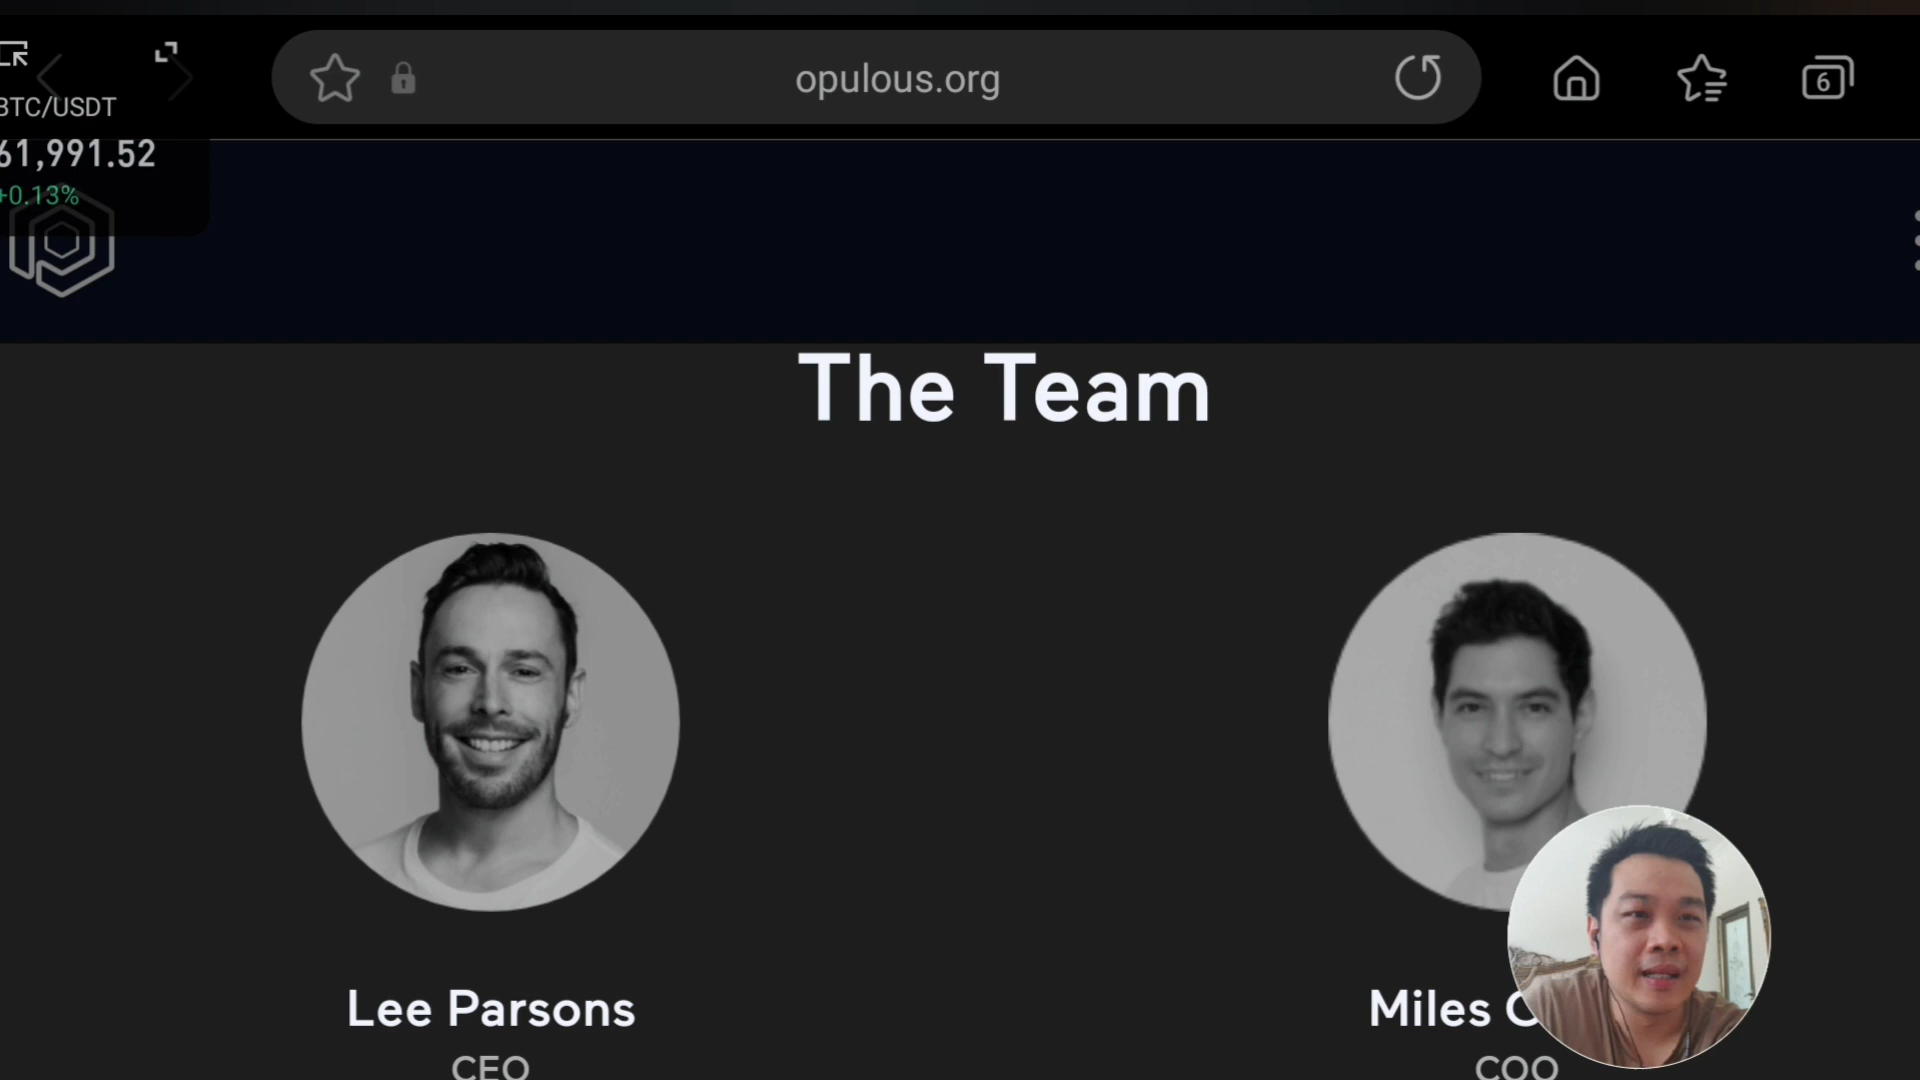 opulous.org
6
BTC/USDT
61,991.52
+0.13%
The Team
Lee Parsons
CEO
Miles
COO